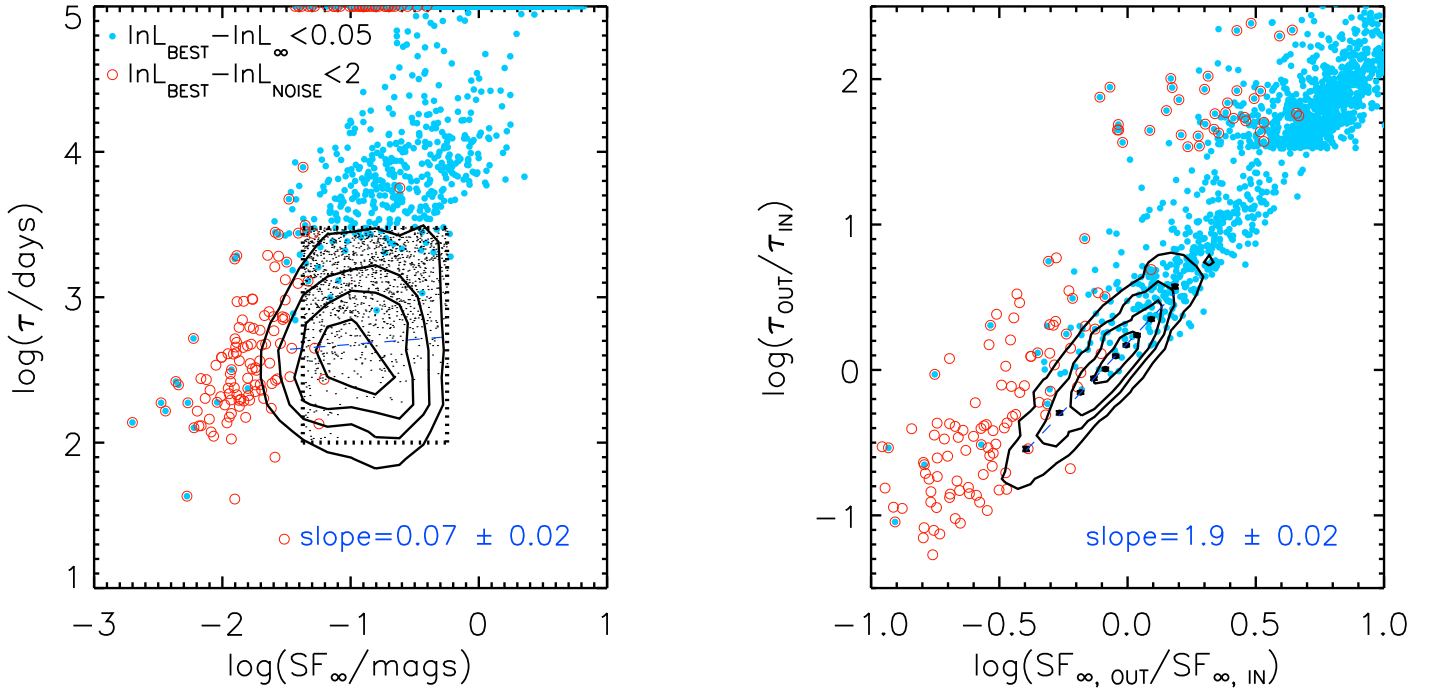 lnL_BEST−lnL_∞<0.05
lnL_BEST−lnL_NOISE<2
5
4
3
2
1
log(τ/days)
slope=0.07 ± 0.02
−3
−2
−1
0
1
log(SF_∞/mags)
2
1
0
−1
log(τ_OUT/τ_IN)
slope=1.9 ± 0.02
−1.0
−0.5
0.0
0.5
1.0
log(SF_∞, OUT/SF_∞, IN)